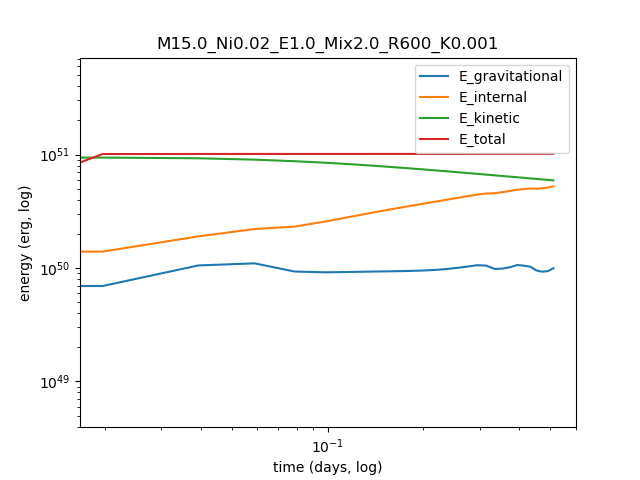 M15.0_Ni0.02_E1.0_Mix2.0_R600_K0.001
E_gravitational
E_internal
E_kinetic
E_total
energy (erg, log)
10^51
10^50
10^49
10^-1
time (days, log)